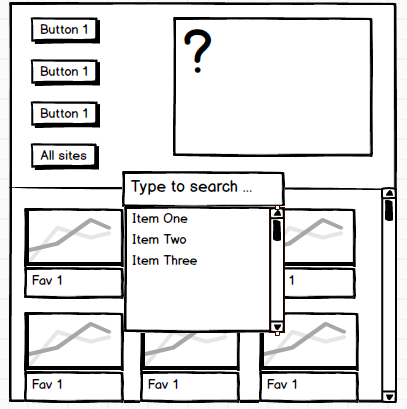 Button 1
?
Button 1
Button 1
All sites
Type to search ...
Item One
Item Two
Item Three
Fav 1
1
Fav 1
Fav 1
Fav 1